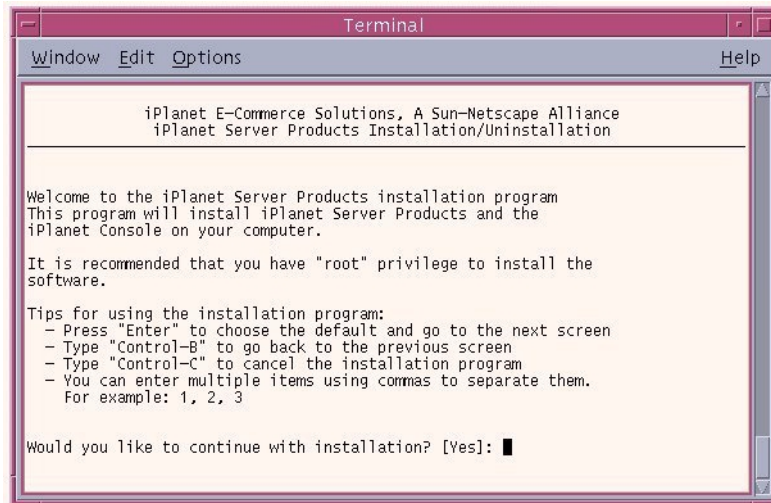 Terminal
Window Edit Options Help
iPlanet E-Commerce Solutions, A Sun-Netscape Alliance
iPlanet Server Products Installation/Uninstallation
Welcome to the iPlanet Server Products installation program
This program will install iPlanet Server Products and the
iPlanet Console on your computer.
It is recommended that you have "root" privilege to install the
software.
Tips for using the installation program:
- Press "Enter" to choose the default and go to the next screen
- Type "Control-B" to go back to the previous screen
- Type "Control-C" to cancel the installation program
- You can enter multiple items using commas to separate them.
For example: 1, 2, 3
Would you like to continue with installation? [Yes]: